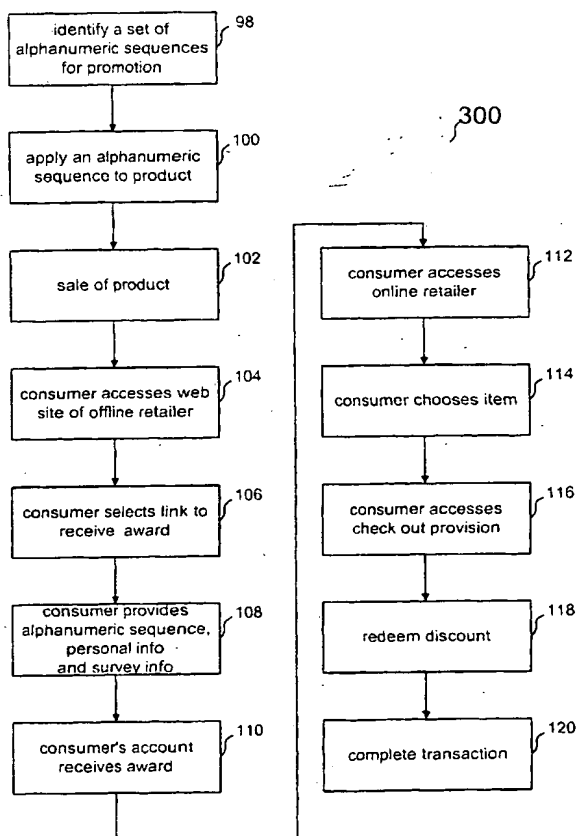 identify a set of
alphanumeric sequences
for promotion
98
apply an alphanumeric
sequence to product
100
sale of product
102
consumer accesses web
site of offline retailer
104
consumer selects link to
receive award
106
consumer provides
alphanumeric sequence,
personal info
and survey info
108
consumer's account
receives award
110
300
consumer accesses
online retailer
112
consumer chooses item
114
consumer accesses
check out provision
116
redeem discount
118
complete transaction
120